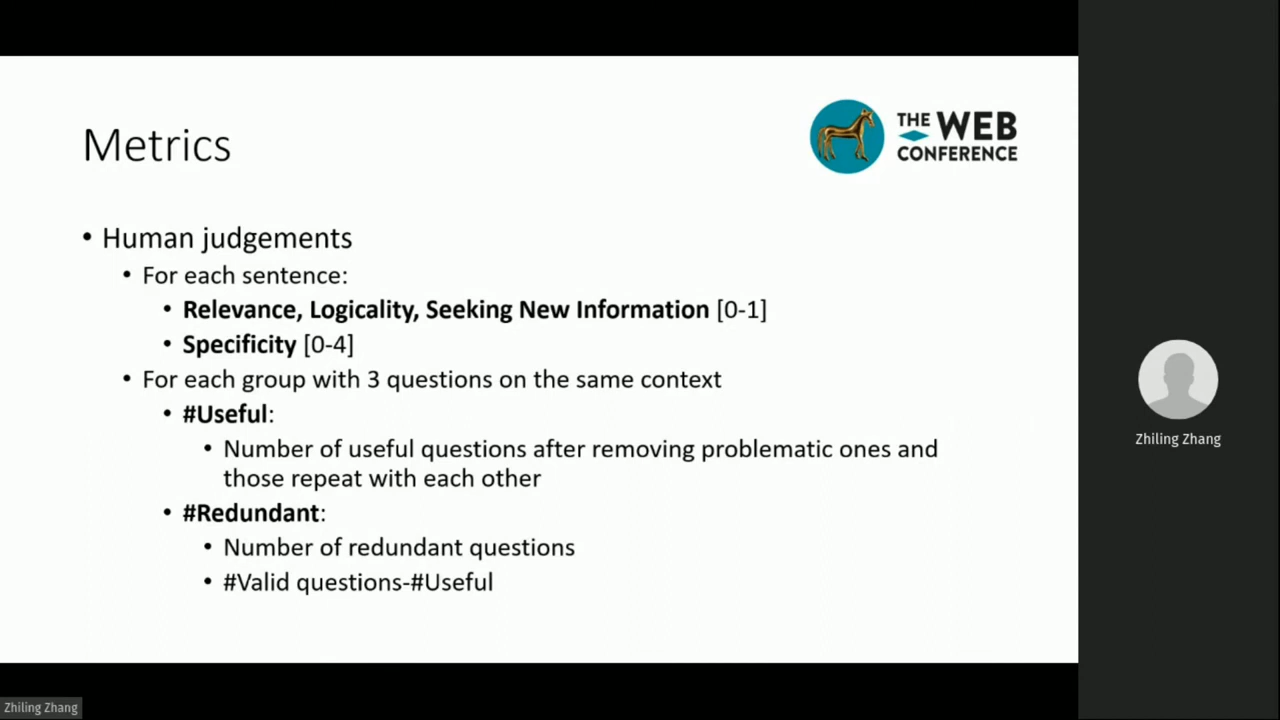 Metrics
THE WEB
CONFERENCE
• Human judgements
• For each sentence:
• Relevance, Logicality, Seeking New Information [0-1]
• Specificity [0-4]
• For each group with 3 questions on the same context
• #Useful:
• Number of useful questions after removing problematic ones and
those repeat with each other
• #Redundant:
• Number of redundant questions
• #Valid questions-#Useful
Zhiling Zhang
Zhiling Zhang